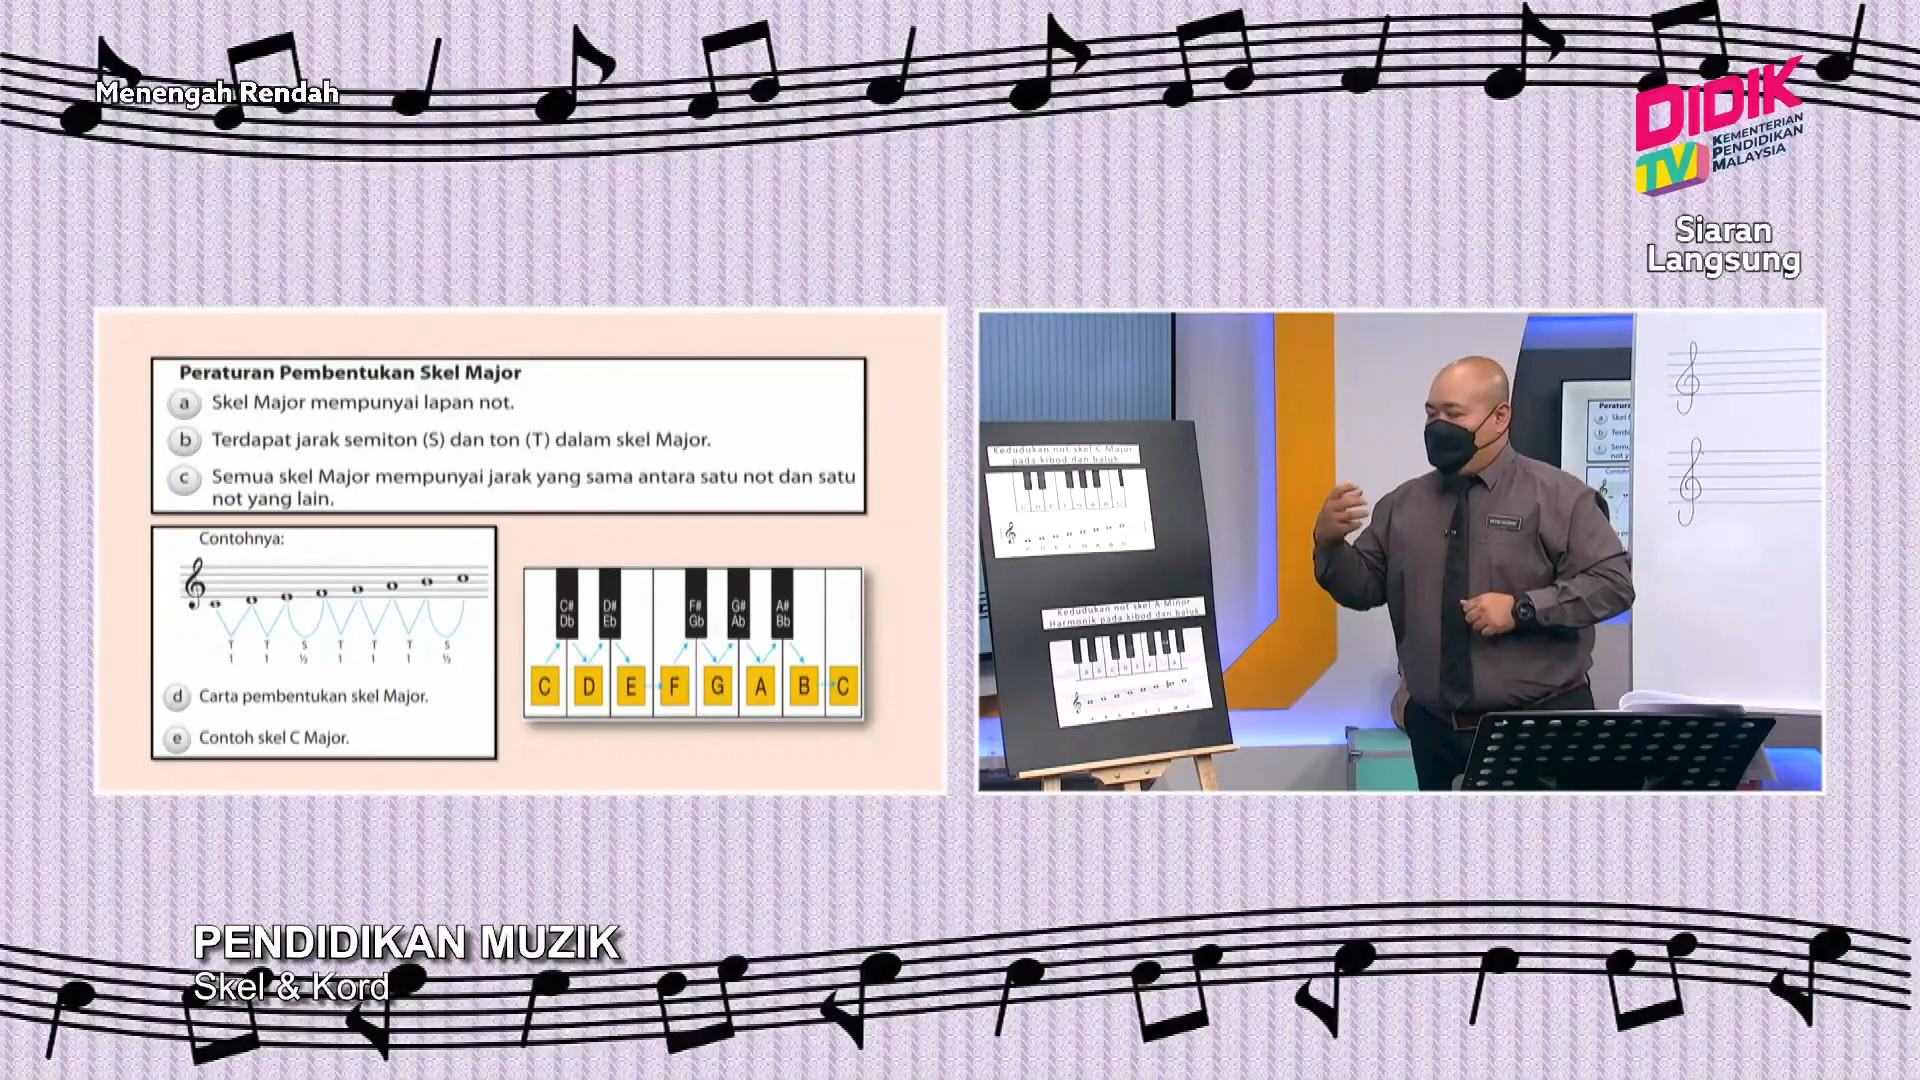 Menengah Rendah
DIDIK
TV
KEMENTERIAN
PENDIDIKAN
MALAYSIA
Siaran
Langsung
Peraturan Pembentukan Skel Major
a Skel Major mempunyai lapan not.
b Terdapat jarak semiton (S) dan ton (T) dalam skel Major.
c Semua skel Major mempunyai jarak yang sama antara satu not dan satu
not yang lain.
Contohnya:
T T S T T T S
1 1 ½ 1 1 1 ½
d Carta pembentukan skel Major.
e Contoh skel C Major.
C# D# F# G# A#
Db Eb Gb Ab Bb
C D E F G A B C
Kedudukan not skel C Major
pada kibod dan baluk
Kedudukan not skel A Minor
Harmonik pada kibod dan baluk
PENDIDIKAN MUZIK
Skel & Kord